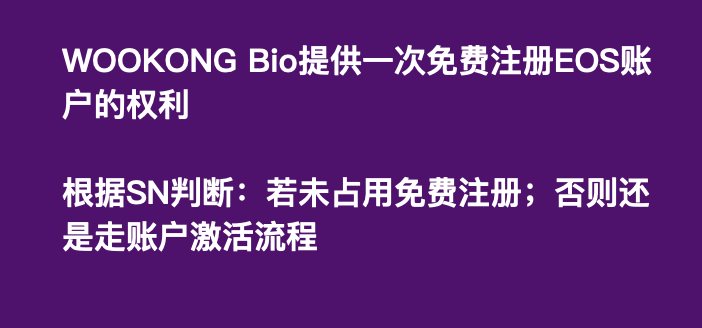 WOOKONG Bio提供一次免费注册EOS账
户的权利
根据SN判断：若未占用免费注册；否则还
是走账户激活流程